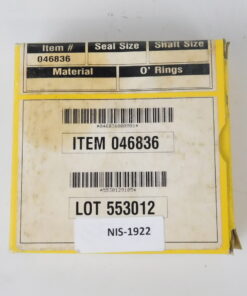 Item # Seal Size Shaft Size
046836
Material O' Rings
ITEM 046836
LOT 553012
NIS-1922